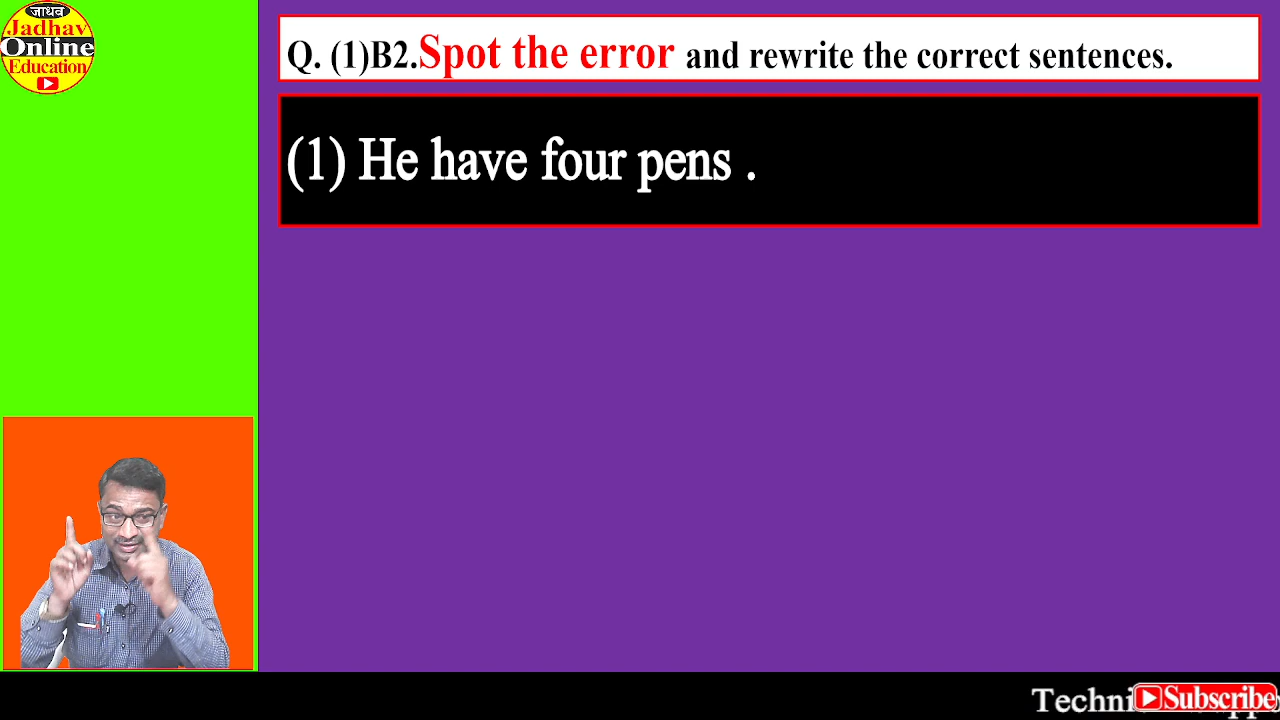 जाधव
Jadhav
Online
Education
Q. (1)B2.Spot the error and rewrite the correct sentences.
(1) He have four pens .
Subscribe